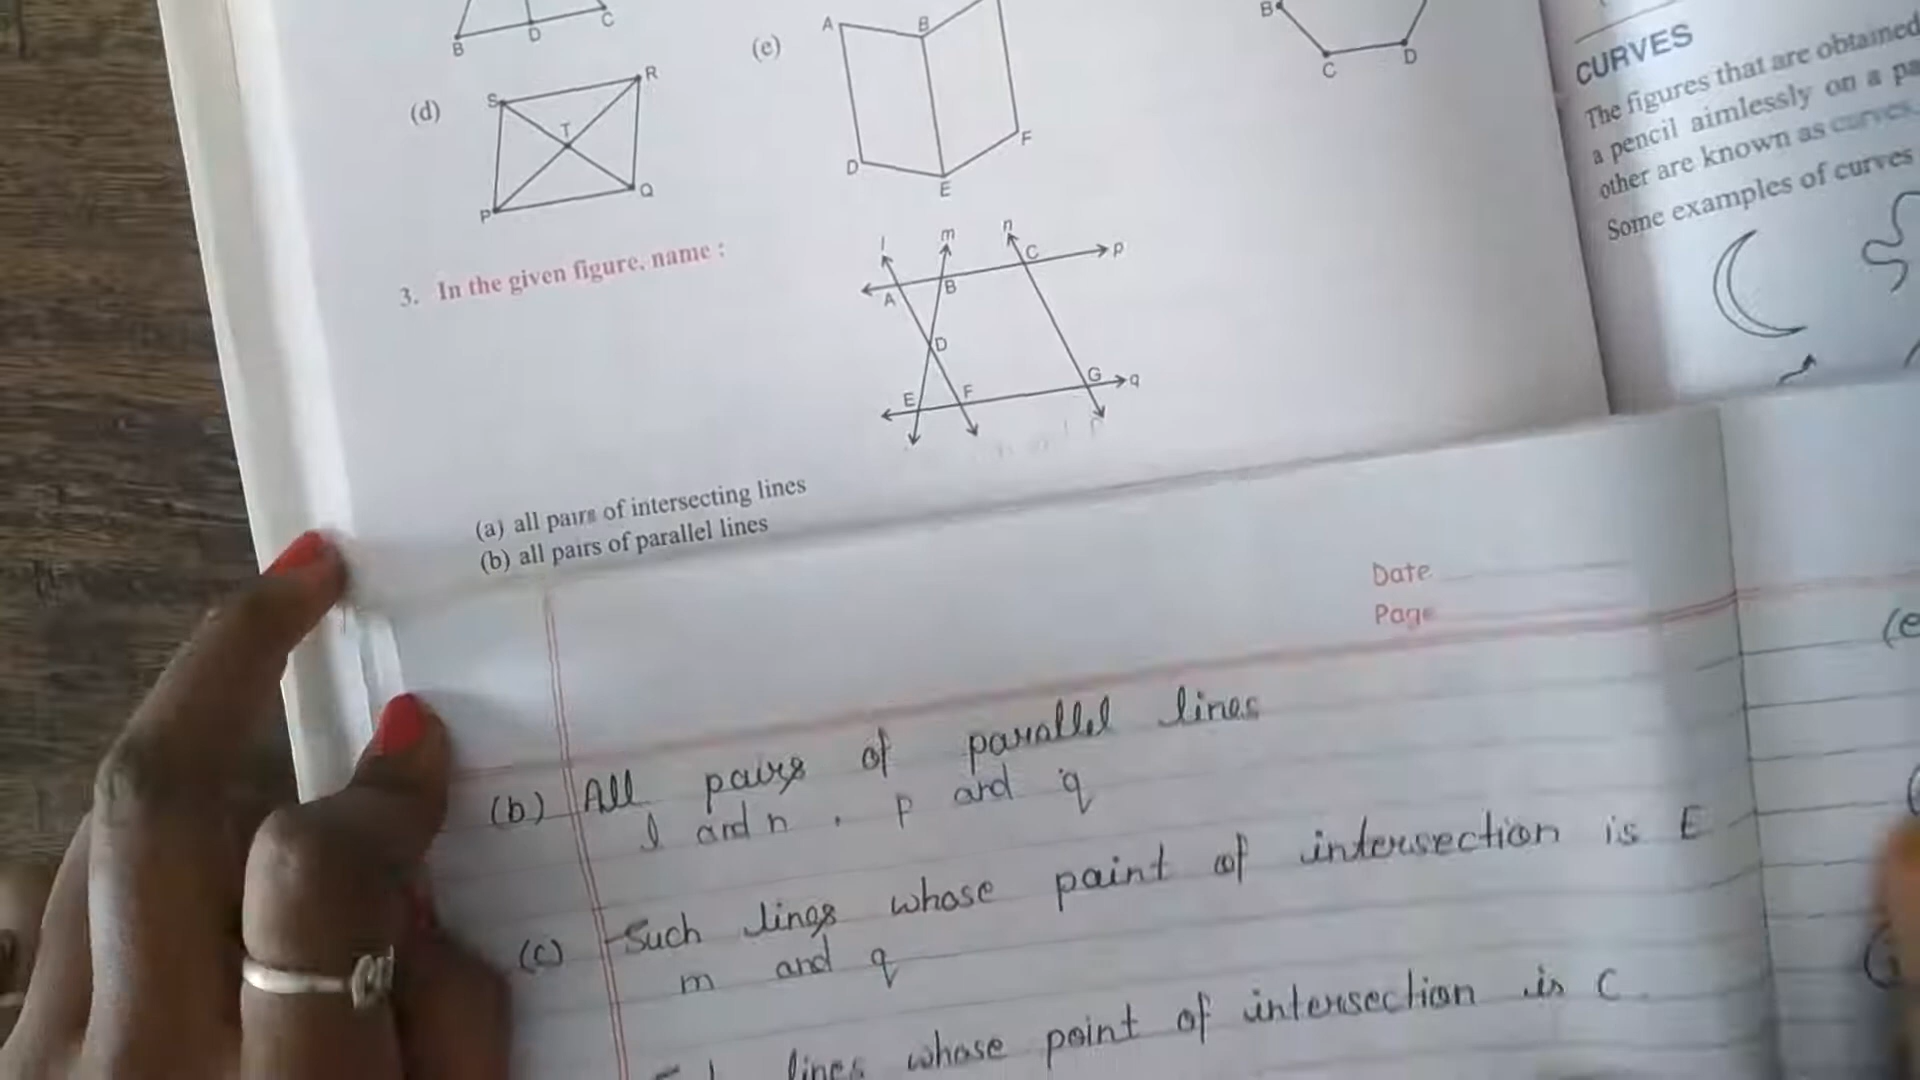 B D C
(d)
S R
T
P Q
(e)
A B
D E F
B C D
3. In the given figure, name :
l m n
A B C p
D
E F G q
(a) all pairs of intersecting lines
(b) all pairs of parallel lines
CURVES
The figures that are obtained
a pencil aimlessly on a pa
other are known as curves.
Some examples of curves
Date
Page
(b) All pairs of parallel lines
l and n , p and q
(c) Such lines whose paint of intersection is E
m and q
lines whose point of intersection is C
(e